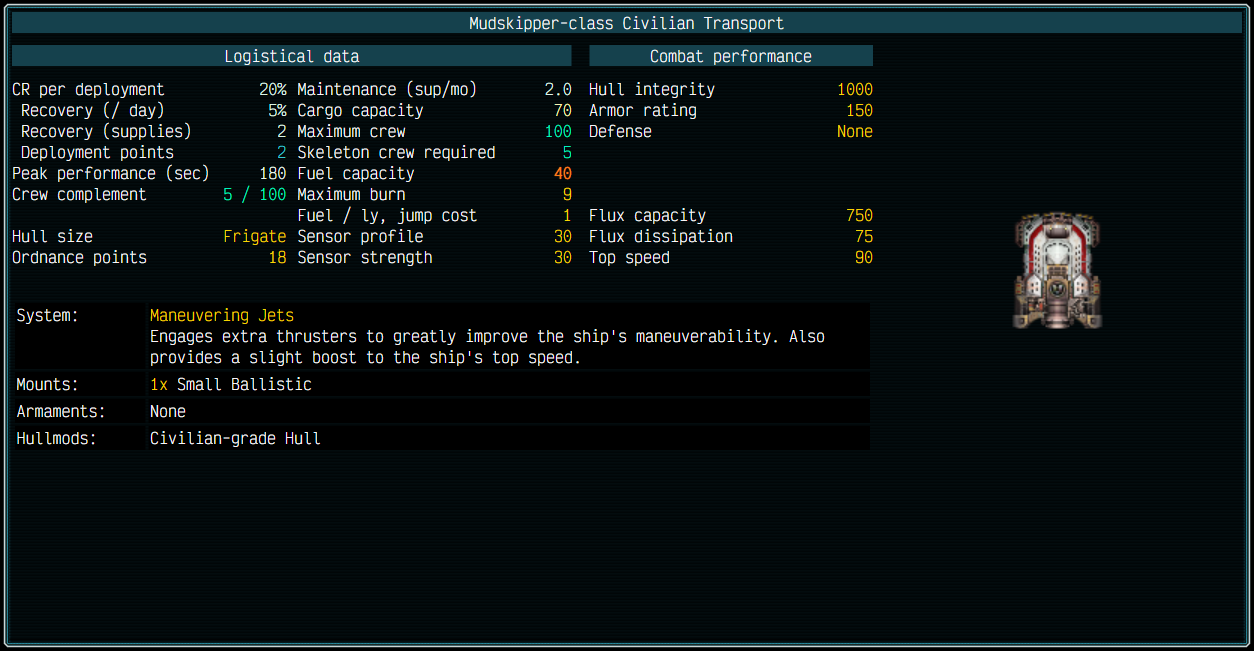 Mudskipper-class Civilian Transport
Logistical data Combat performance
CR per deployment 20% Maintenance (sup/mo) 2.0 Hull integrity 1000
Recovery (/ day) 5% Cargo capacity 70 Armor rating 150
Recovery (supplies) 2 Maximum crew 100 Defense None
Deployment points 2 Skeleton crew required 5
Peak performance (sec) 180 Fuel capacity 40
Crew complement 5 / 100 Maximum burn 9
Fuel / ly, jump cost 1 Flux capacity 750
Hull size Frigate Sensor profile 30 Flux dissipation 75
Ordnance points 18 Sensor strength 30 Top speed 90
System: Maneuvering Jets
Engages extra thrusters to greatly improve the ship's maneuverability. Also
provides a slight boost to the ship's top speed.
Mounts: 1x Small Ballistic
Armaments: None
Hullmods: Civilian-grade Hull